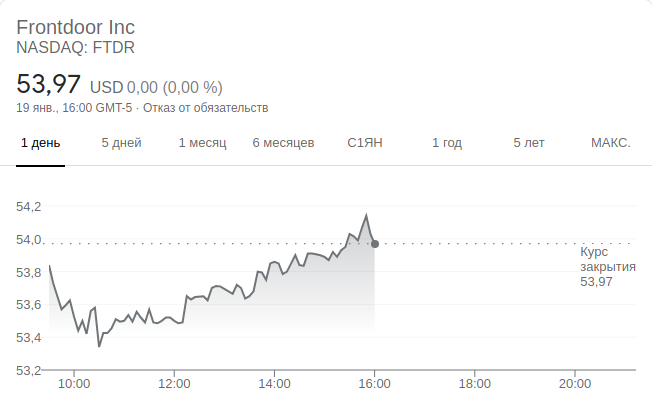 Frontdoor Inc
NASDAQ: FTDR
53,97 USD 0,00 (0,00 %)
19 янв., 16:00 GMT-5 · Отказ от обязательств
1 день 5 дней 1 месяц 6 месяцев С1ЯН 1 год 5 лет МАКС.
54,2
54,0
Курс
закрытия
53,97
53,8
53,6
53,4
53,2
10:00 12:00 14:00 16:00 18:00 20:00